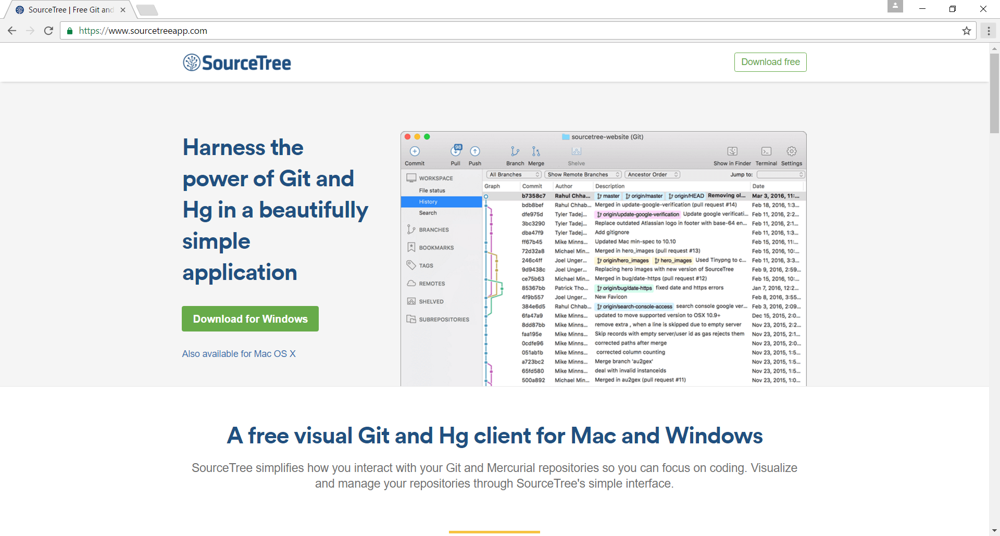 SourceTree | Free Git and
https://www.sourcetreeapp.com
SourceTree
Download free
Harness the
power of Git and
Hg in a beautifully
simple
application
Download for Windows
Also available for Mac OS X
sourcetree-website (Git)
98
Commit Pull Push Branch Merge Shelve Show in Finder Terminal Settings
All Branches Show Remote Branches Ancestor Order Jump to:
WORKSPACE
File status
History
Search
BRANCHES
BOOKMARKS
TAGS
REMOTES
SHELVED
SUBREPOSITORIES
Graph Commit Author Description Date
b7358c7 Rahul Chha... master origin/master origin/HEAD Removing ol... Mar 3, 2016, 11:...
bdb8bef Rahul Chhab... Merged in update-google-verification (pull request #14) Feb 18, 2016, 1:3...
dfe975d Tyler Tadej... origin/update-google-verification Update google verificati... Feb 11, 2016, 2:2...
3bc3290 Tyler Tadej... Replace outdated Atlassian logo in footer with base-64 en... Feb 11, 2016, 2:1...
dba47f9 Tyler Tadej... Add gitignore Feb 11, 2016, 1:3...
ff67b45 Mike Minns... Updated Mac min-spec to 10.10 Feb 15, 2016, 11:...
72d32a8 Michael Min... Merged in hero_images (pull request #13) Feb 15, 2016, 10:...
246c4ff Joel Unger... origin/hero_images hero_images Used Tinypng to c... Feb 11, 2016, 3:3...
9d9438c Joel Unger... Replacing hero images with new version of SourceTree Feb 9, 2016, 2:59...
ce75b63 Michael Min... Merged in bug/date-https (pull request #12) Feb 15, 2016, 10:...
85367bb Patrick Tho... origin/bug/date-https fixed date and https errors Jan 7, 2016, 12:2...
4f9b557 Joel Unger... New Favicon Feb 8, 2016, 3:55...
384e6d5 Rahul Chhab... origin/search-console-access search console google ver... Feb 3, 2016, 2:09...
6fa47a9 Mike Minns... updated to move supported version to OSX 10.9+ Dec 15, 2015, 2:0...
8dd87bb Mike Minns... remove extra , when a line is skipped due to empty server Nov 23, 2015, 2:2...
faa195e Mike Minns... Skip records with empty server/user id as gas rejects them Nov 23, 2015, 2:1...
0cdfe96 Mike Minns... corrected paths after merge Nov 23, 2015, 2:0...
051ab1b Mike Minns... corrected column counting Nov 23, 2015, 1:5...
a723bc2 Mike Minns... Merge branch 'au2gex' Nov 23, 2015, 1:5...
65fd580 Mike Minns... deal with invalid instanceids Nov 23, 2015, 1:5...
500a892 Michael Min... Merged in au2gex (pull request #11) Nov 23, 2015, 1:0...
A free visual Git and Hg client for Mac and Windows
SourceTree simplifies how you interact with your Git and Mercurial repositories so you can focus on coding. Visualize
and manage your repositories through SourceTree's simple interface.